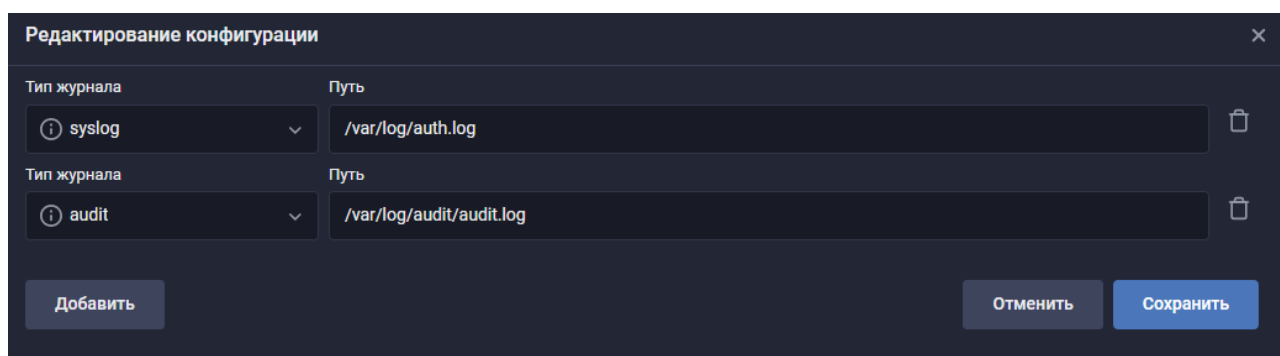 Редактирование конфигурации
Тип журнала Путь
syslog /var/log/auth.log
Тип журнала Путь
audit /var/log/audit/audit.log
Добавить Отменить Сохранить